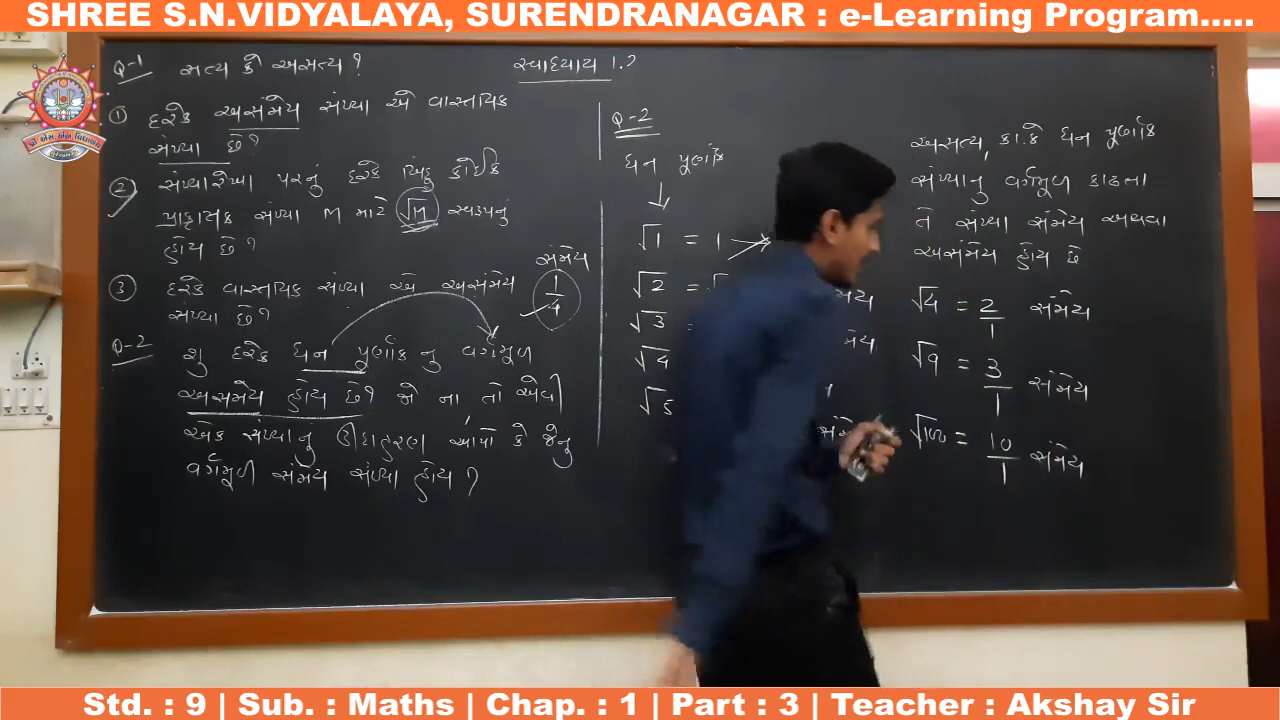 SHREE S.N.VIDYALAYA, SURENDRANAGAR : e-Learning Program.....
સ્વાધ્યાય 1.2
Q-1 સત્ય કે અસત્ય ?
① દરેક અસંમેય સંખ્યા એ વાસ્તવિક
સંખ્યા છે?
② સંખ્યારેખા પરનું દરેક બિંદુ કોઈક
પ્રાકૃતિક સંખ્યા M માટે √M સ્વરૂપનું
હોય છે ?
③ દરેક વાસ્તવિક સંખ્યા એ અસંમેય
સંખ્યા છે?
સંમેય
1/4
Q-2 શુ દરેક ધન પૂર્ણાંક નું વર્ગમૂળ
અસમેય હોય છે? જો ના, તો એવી
એક સંખ્યાનું ઉદાહરણ આપો કે જેનુ
વર્ગમૂળ સંમેય સંખ્યા હોય ?
Q-2
ધન પૂર્ણાંક
√1 = 1
√2 = √
√3 =
√4
√5
અસત્ય, કા.કે ધન પૂર્ણાંક
સંખ્યાનુ વર્ગમૂળ કાઢતા
તે સંખ્યા સંમેય અથવા
અસંમેય હોય છે
√4 = 2/1 સંમેય
√9 = 3/1 સંમેય
√100 = 10/1 સંમેય
Std. : 9 | Sub. : Maths | Chap. : 1 | Part : 3 | Teacher : Akshay Sir